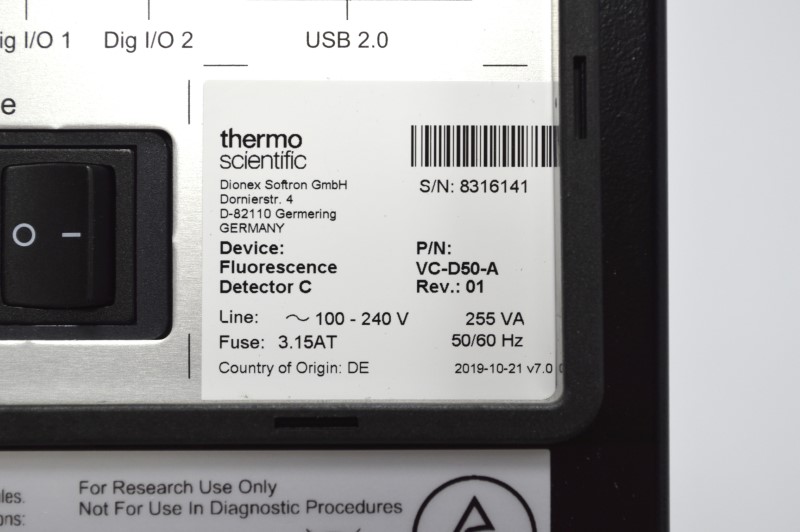 ig I/O 1
Dig I/O 2
USB 2.0
e
thermo
scientific
Dionex Softron GmbH
Dornierstr. 4
D-82110 Germering
GERMANY
S/N: 8316141
Device:
Fluorescence
Detector C
P/N:
VC-D50-A
Rev.: 01
Line: ~ 100 - 240 V 255 VA
Fuse: 3.15AT 50/60 Hz
Country of Origin: DE 2019-10-21 v7.0
O I
For Research Use Only
Not For Use In Diagnostic Procedures
ules.
ons: